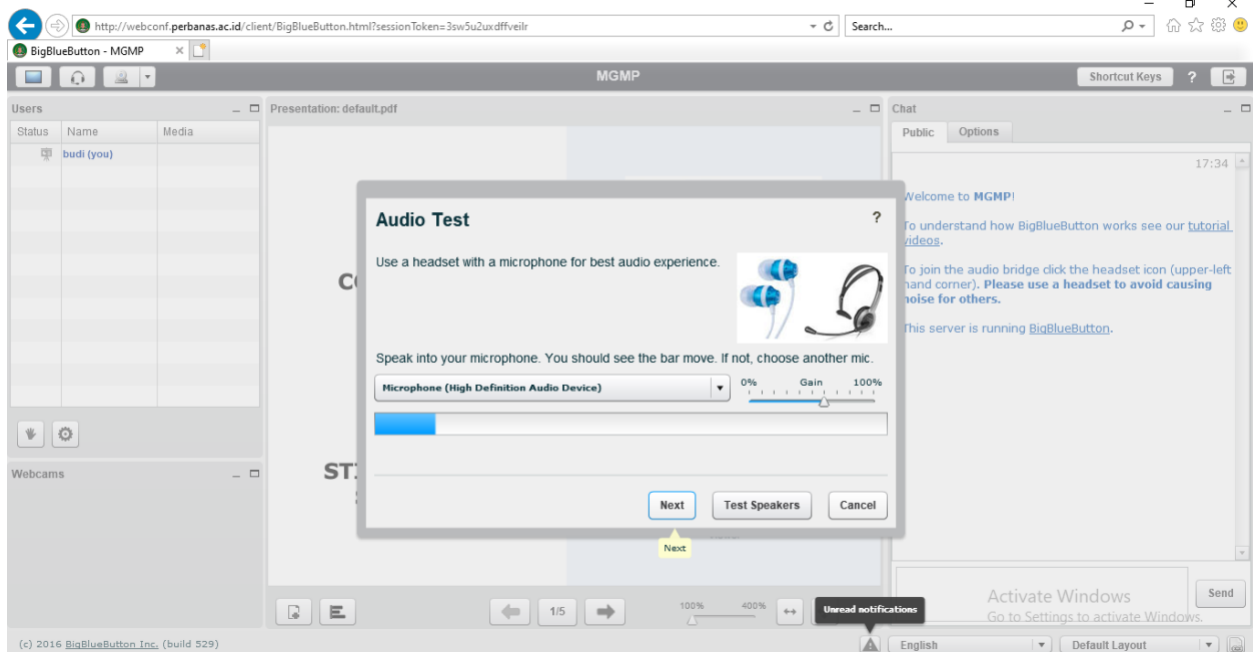 http://webconf.perbanas.ac.id/client/BigBlueButton.html?sessionToken=3sw5u2uxdffveilr
Search...
BigBlueButton - MGMP
MGMP
Shortcut Keys
?
Users
Presentation: default.pdf
Chat
Status Name Media
Public Options
budi (you)
17:34
Welcome to MGMP!
To understand how BigBlueButton works see our tutorial
videos.
To join the audio bridge click the headset icon (upper-left
hand corner). Please use a headset to avoid causing
noise for others.
This server is running BigBlueButton.
Audio Test
?
Use a headset with a microphone for best audio experience.
Speak into your microphone. You should see the bar move. If not, choose another mic.
Microphone (High Definition Audio Device)
0% Gain 100%
Next Test Speakers Cancel
Next
Webcams
ST
1/5
100% 400%
Unread notifications
Activate Windows
Go to Settings to activate Windows.
Send
(c) 2016 BigBlueButton Inc. (build 529)
English
Default Layout